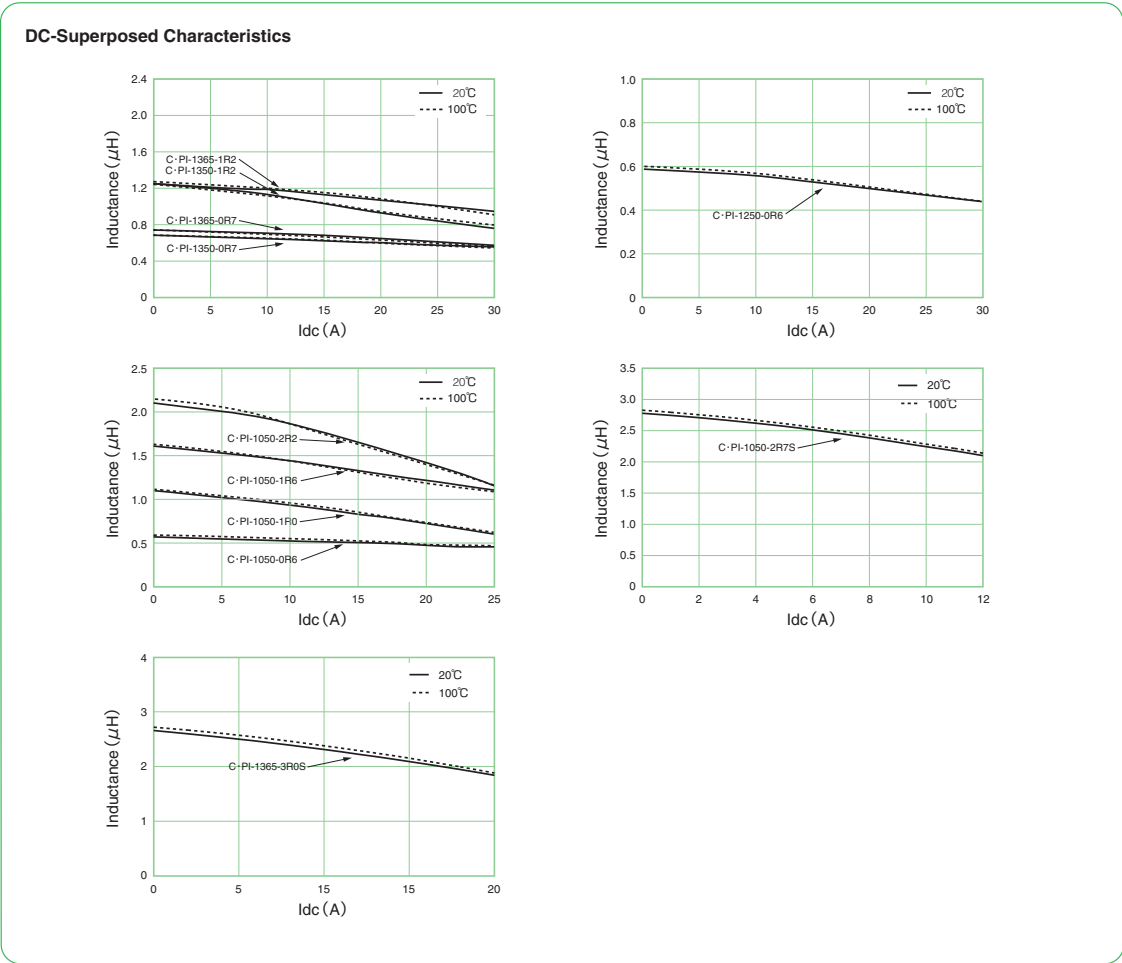 DC-Superposed Characteristics
2.4
2.0
1.6
1.2
0.8
0.4
0
Inductance (μH)
20℃
100℃
C·PI-1365-1R2
C·PI-1350-1R2
C·PI-1365-0R7
C·PI-1350-0R7
0 5 10 15 20 25 30
Idc (A)
1.0
0.8
0.6
0.4
0.2
0
Inductance (μH)
20℃
100℃
C·PI-1250-0R6
0 5 10 15 20 25 30
Idc (A)
2.5
2.0
1.5
1.0
0.5
0
Inductance (μH)
20℃
100℃
C·PI-1050-2R2
C·PI-1050-1R6
C·PI-1050-1R0
C·PI-1050-0R6
0 5 10 15 20 25
Idc (A)
3.5
3.0
2.5
2.0
1.5
1.0
0.5
0
Inductance (μH)
20℃
100℃
C·PI-1050-2R7S
0 2 4 6 8 10 12
Idc (A)
4
3
2
1
0
Inductance (μH)
20℃
100℃
C·PI-1365-3R0S
0 5 15 15 20
Idc (A)